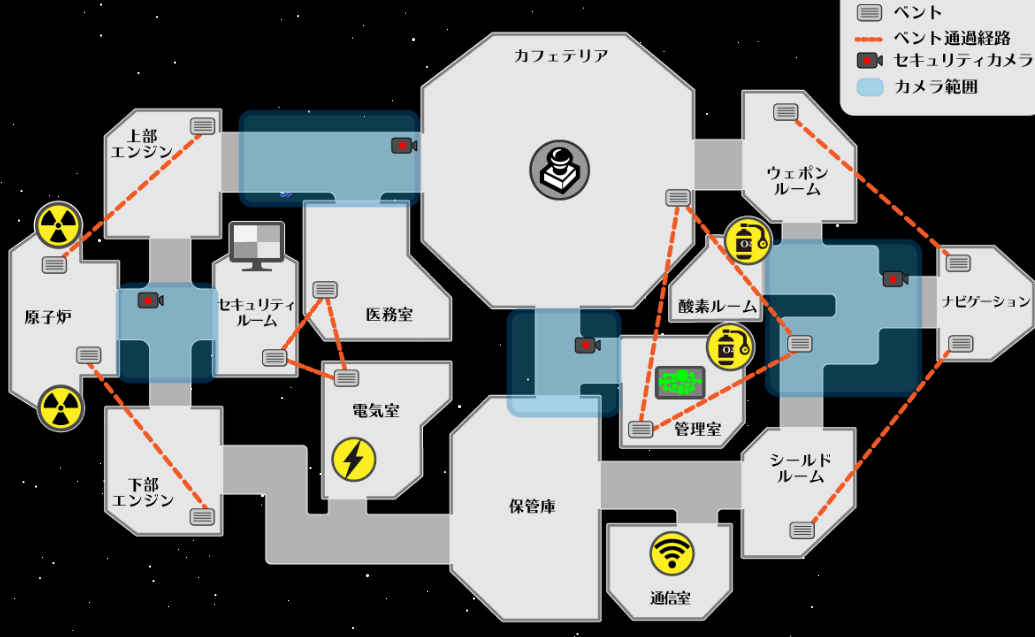 ベント
ベント通過経路
セキュリティカメラ
カメラ範囲
カフェテリア
上部
エンジン
ウェポン
ルーム
O2
原子炉
セキュリティ
ルーム
医務室
酸素ルーム
ナビゲーション
O2
電気室
管理室
下部
エンジン
保管庫
シールド
ルーム
通信室